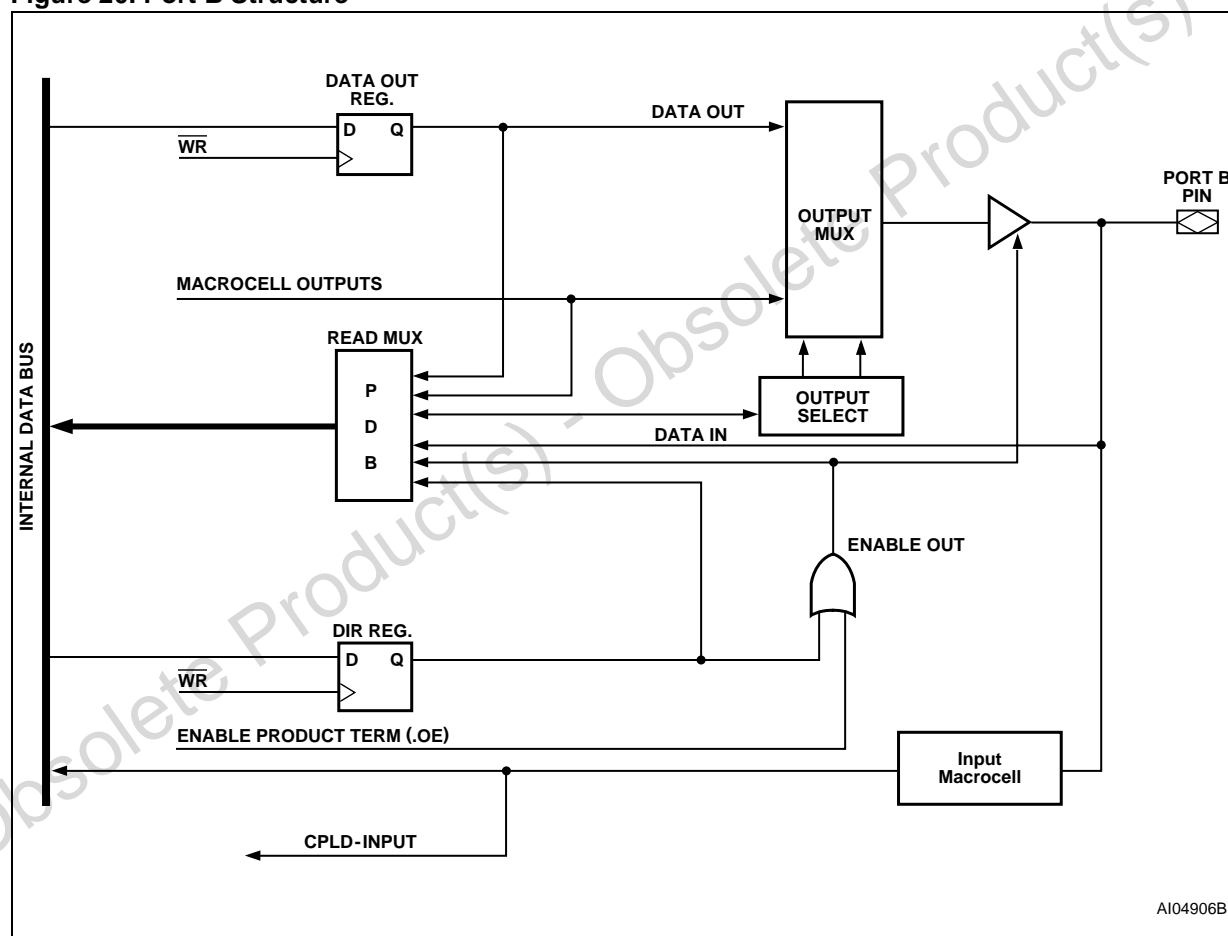 DATA OUT
REG.
D Q
WR
DATA OUT
OUTPUT
MUX
PORT B
PIN
MACROCELL OUTPUTS
READ MUX
P
D
B
OUTPUT
SELECT
DATA IN
INTERNAL DATA BUS
ENABLE OUT
DIR REG.
D Q
WR
ENABLE PRODUCT TERM (.OE)
Input
Macrocell
CPLD-INPUT
AI04906B
Obsolete Product(s) - Obsolete Product(s)